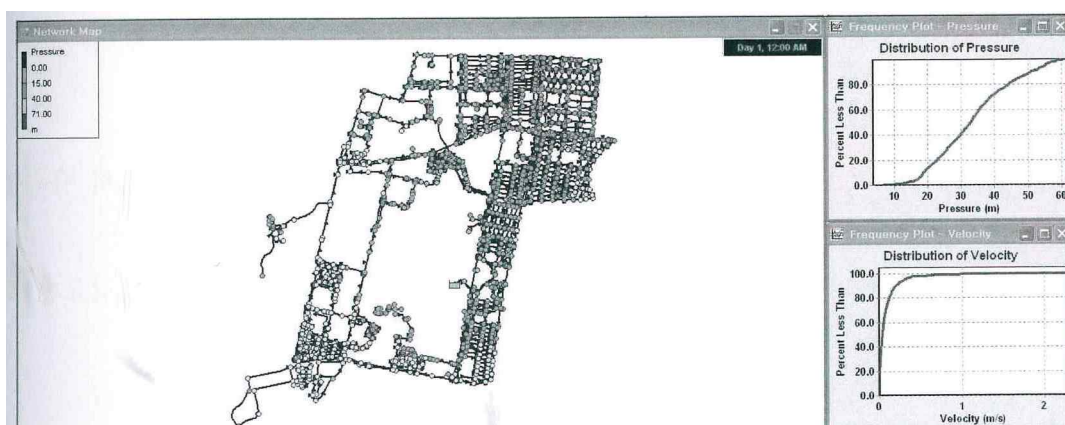 Network Map
Pressure
0.00
15.00
40.00
71.00
m
Day 1, 12:00 AM
Frequency Plot - Pressure
Distribution of Pressure
Percent Less Than
80.0
60.0
40.0
20.0
0.0
10 20 30 40 50 60
Pressure (m)
Frequency Plot - Velocity
Distribution of Velocity
Percent Less Than
100.0
80.0
60.0
40.0
20.0
0.0
0 1 2
Velocity (m/s)